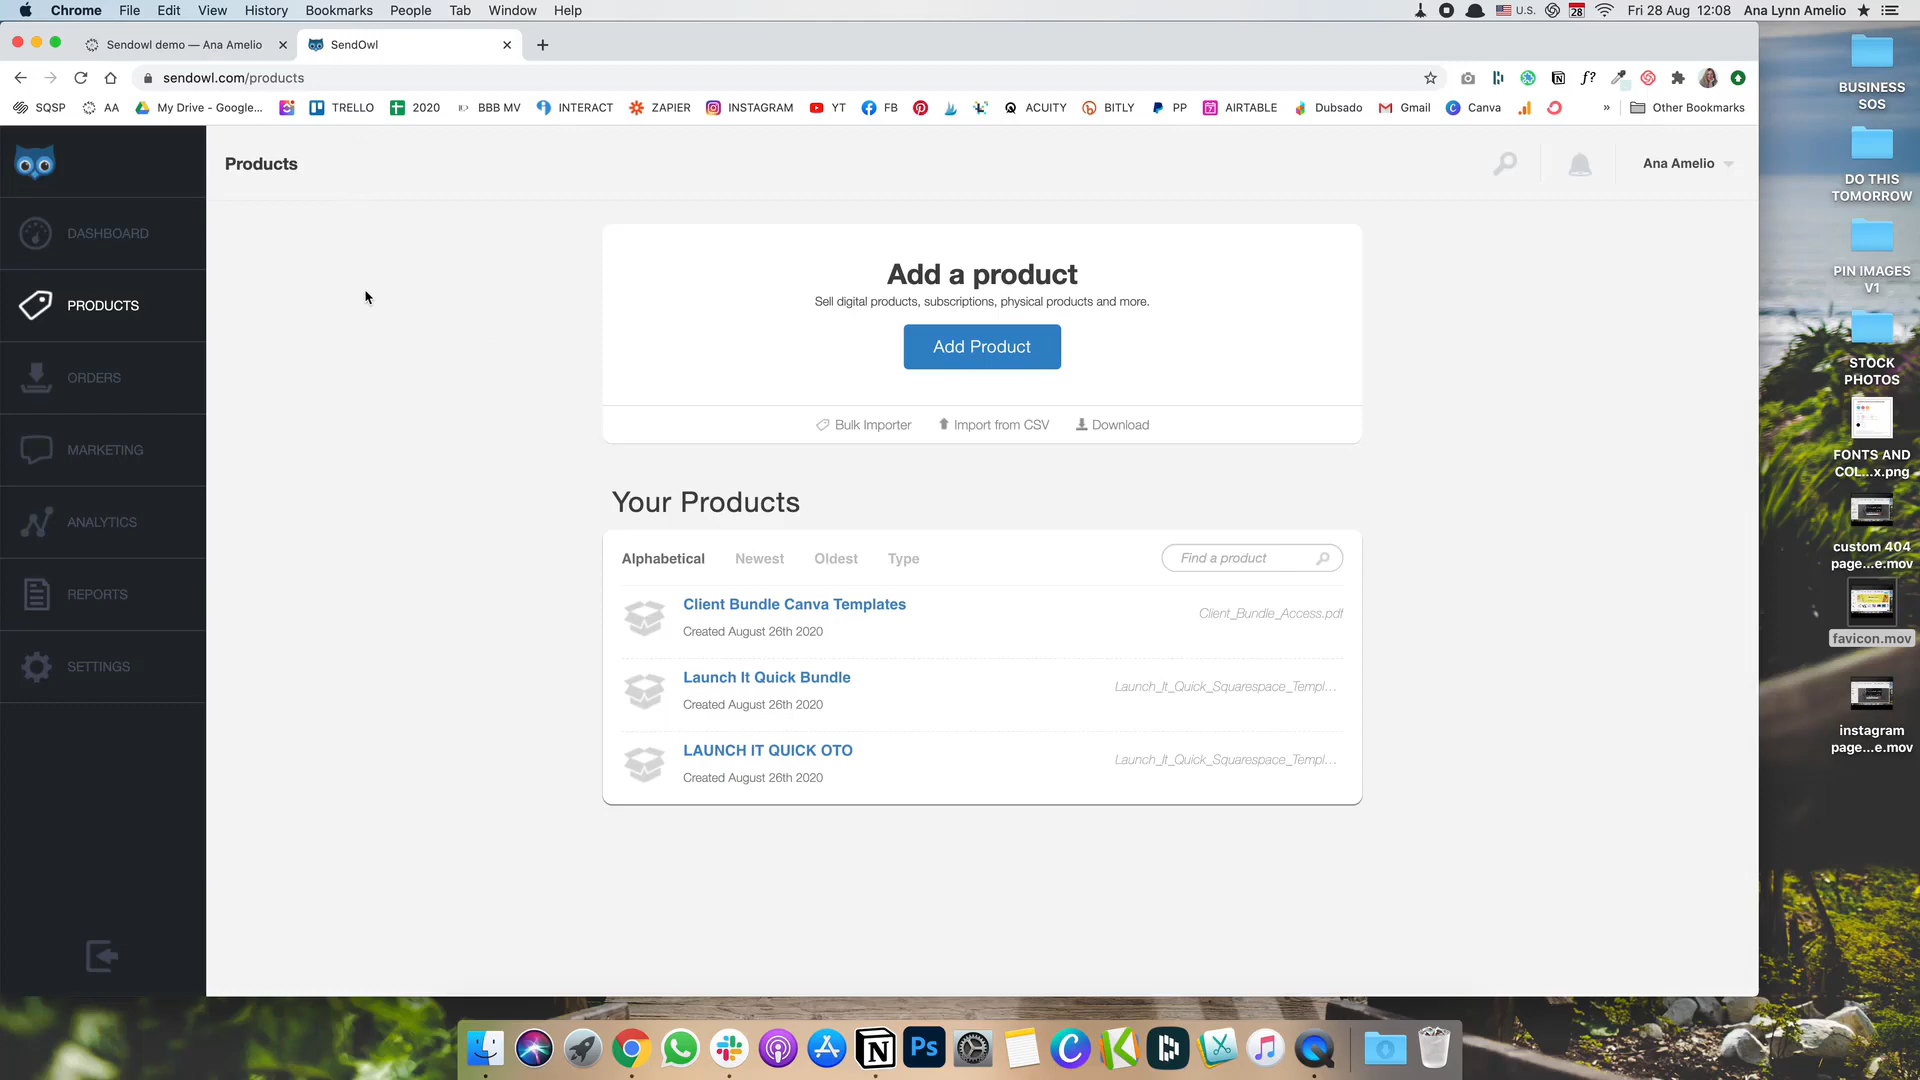 Chrome File Edit View History Bookmarks People Tab Window Help
U.S. 28 Fri 28 Aug 12:08 Ana Lynn Amelio
Sendowl demo — Ana Amelio
SendOwl
sendowl.com/products
SQSP AA My Drive - Google... TRELLO 2020 BBB MV INTERACT ZAPIER INSTAGRAM YT FB ACUITY BITLY PP AIRTABLE Dubsado Gmail Canva » Other Bookmarks
Products
Ana Amelio
DASHBOARD
PRODUCTS
ORDERS
MARKETING
ANALYTICS
REPORTS
SETTINGS
Add a product
Sell digital products, subscriptions, physical products and more.
Add Product
Bulk Importer Import from CSV Download
Your Products
Alphabetical Newest Oldest Type Find a product
Client Bundle Canva Templates
Client_Bundle_Access.pdf
Created August 26th 2020
Launch It Quick Bundle
Launch_It_Quick_Squarespace_Templ...
Created August 26th 2020
LAUNCH IT QUICK OTO
Launch_It_Quick_Squarespace_Templ...
Created August 26th 2020
BUSINESS
SOS
DO THIS
TOMORROW
PIN IMAGES
V1
STOCK
PHOTOS
FONTS AND
COL...x.png
custom 404
page...e.mov
favicon.mov
instagram
page...e.mov
Ps